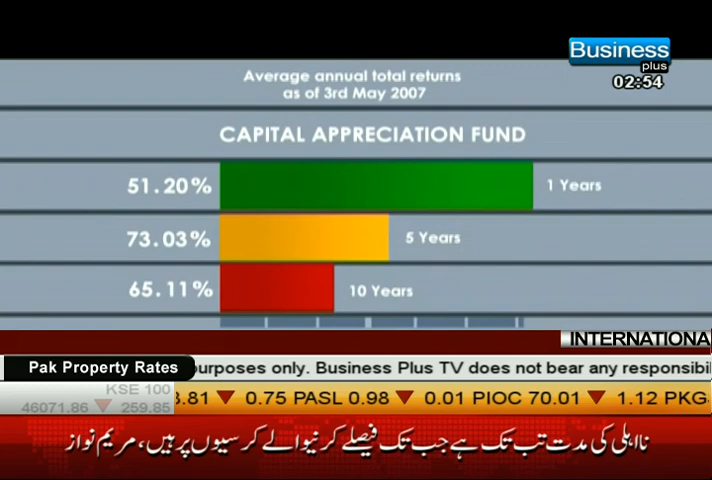 Business
plus
02:54
Average annual total returns
as of 3rd May 2007
CAPITAL APPRECIATION FUND
51.20% 1 Years
73.03% 5 Years
65.11% 10 Years
INTERNATIONA
Pak Property Rates urposes only. Business Plus TV does not bear any responsibil
KSE 100
46071.86 ▼ 259.85
3.81 ▼ 0.75 PASL 0.98 ▼ 0.01 PIOC 70.01 ▼ 1.12 PKG
نااہلی کی مدت تب تک ہے جب تک فیصلے کرنیوالے کرسیوں پر ہیں، مریم نواز